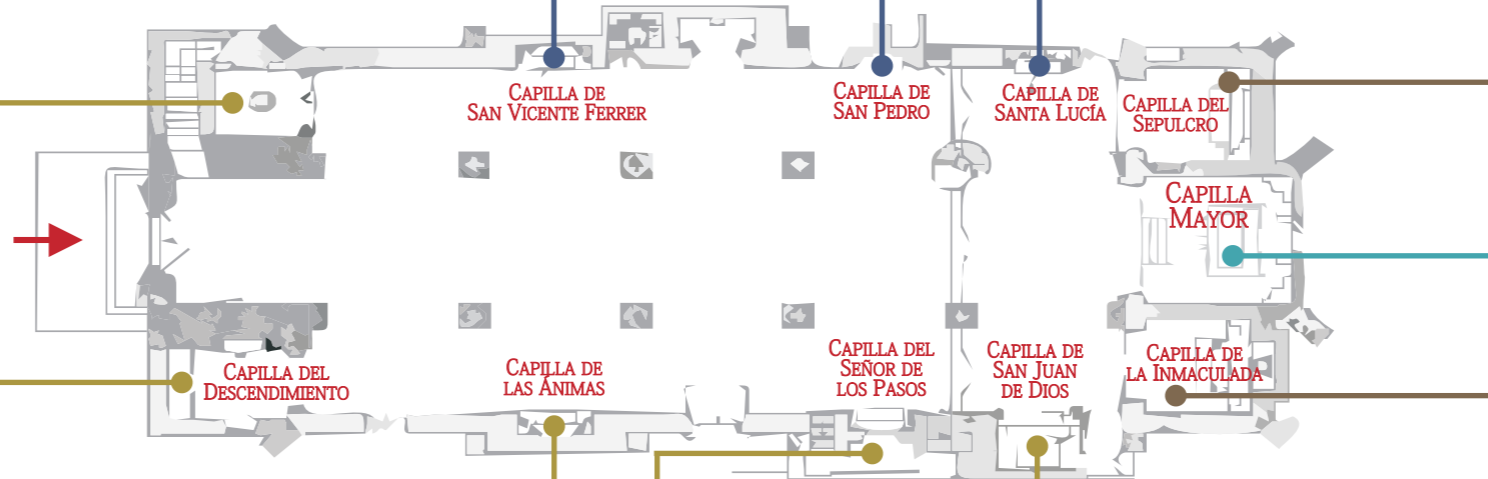 CAPILLA DE
SAN VICENTE FERRER
CAPILLA DE
SAN PEDRO
CAPILLA DE
SANTA LUCÍA
CAPILLA DEL
SEPULCRO
CAPILLA
MAYOR
CAPILLA DEL
DESCENDIMIENTO
CAPILLA DE
LAS ÁNIMAS
CAPILLA DEL
SEÑOR DE
LOS PASOS
CAPILLA DE
SAN JUAN
DE DIOS
CAPILLA DE
LA INMACULADA